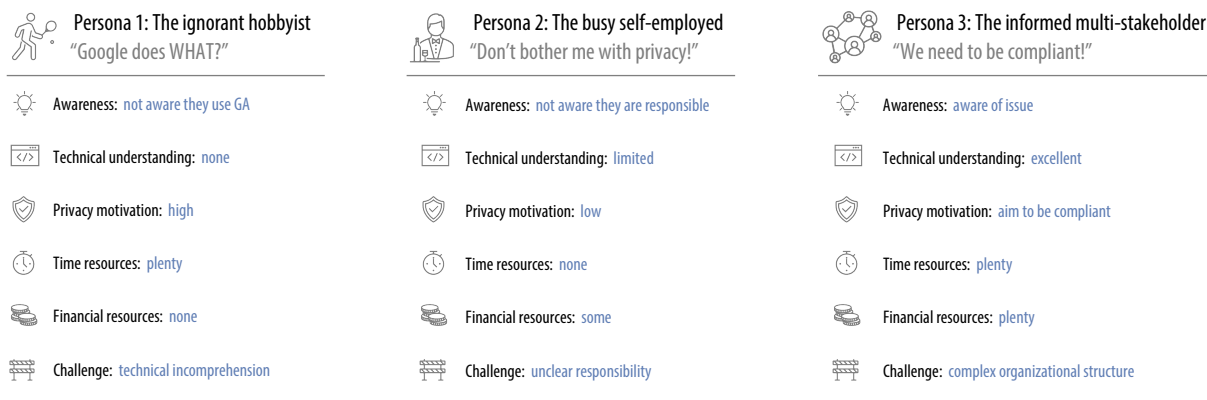 Persona 1: The ignorant hobbyist
“Google does WHAT?”
Awareness: not aware they use GA
Technical understanding: none
Privacy motivation: high
Time resources: plenty
Financial resources: none
Challenge: technical incomprehension
Persona 2: The busy self-employed
“Don’t bother me with privacy!”
Awareness: not aware they are responsible
Technical understanding: limited
Privacy motivation: low
Time resources: none
Financial resources: some
Challenge: unclear responsibility
Persona 3: The informed multi-stakeholder
“We need to be compliant!”
Awareness: aware of issue
Technical understanding: excellent
Privacy motivation: aim to be compliant
Time resources: plenty
Financial resources: plenty
Challenge: complex organizational structure